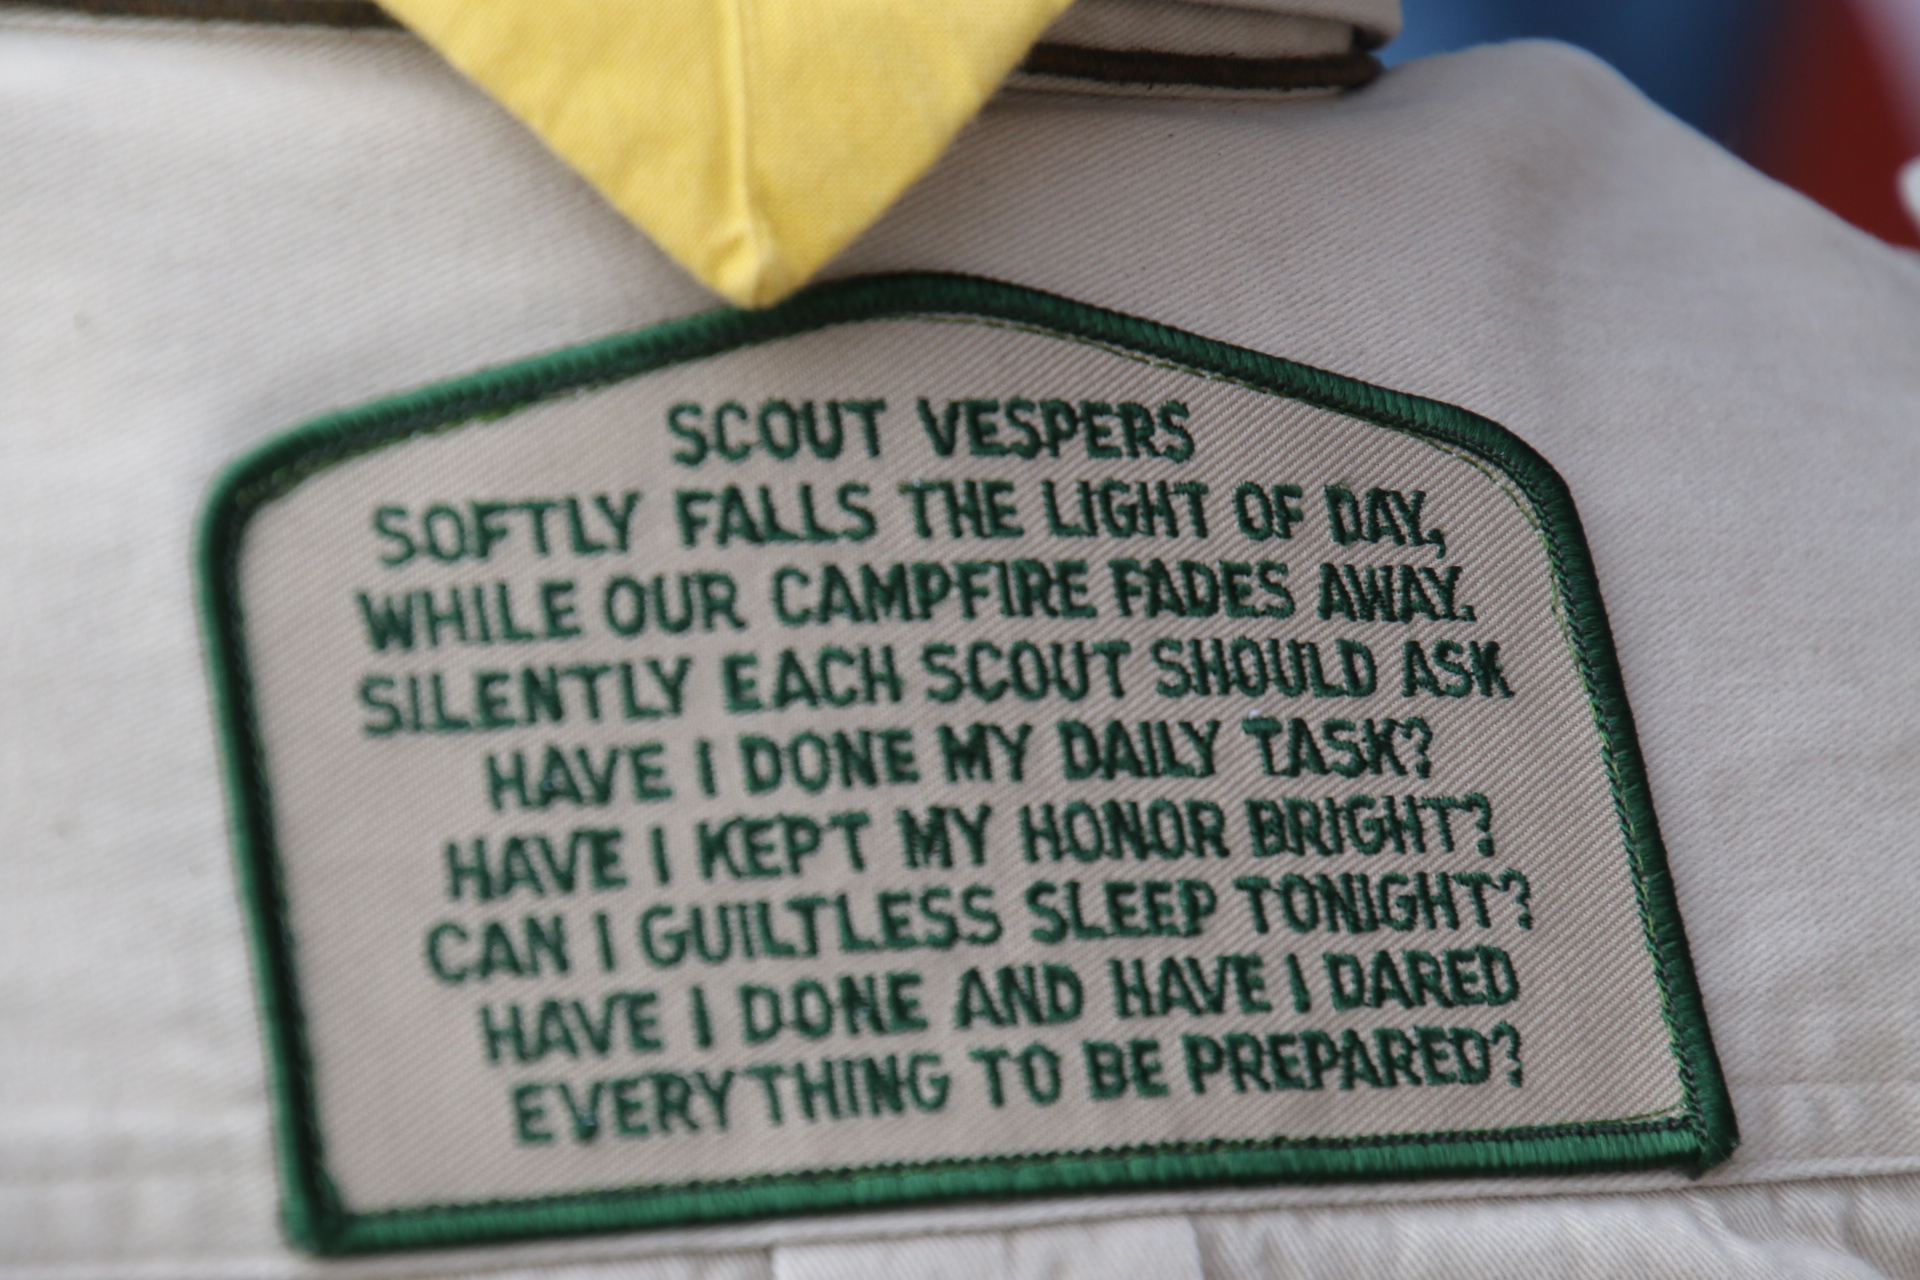 SCOUT VESPERS
SOFTLY FALLS THE LIGHT OF DAY,
WHILE OUR CAMPFIRE FADES AWAY.
SILENTLY EACH SCOUT SHOULD ASK
HAVE I DONE MY DAILY TASK?
HAVE I KEPT MY HONOR BRIGHT?
CAN I GUILTLESS SLEEP TONIGHT?
HAVE I DONE AND HAVE I DARED
EVERYTHING TO BE PREPARED?